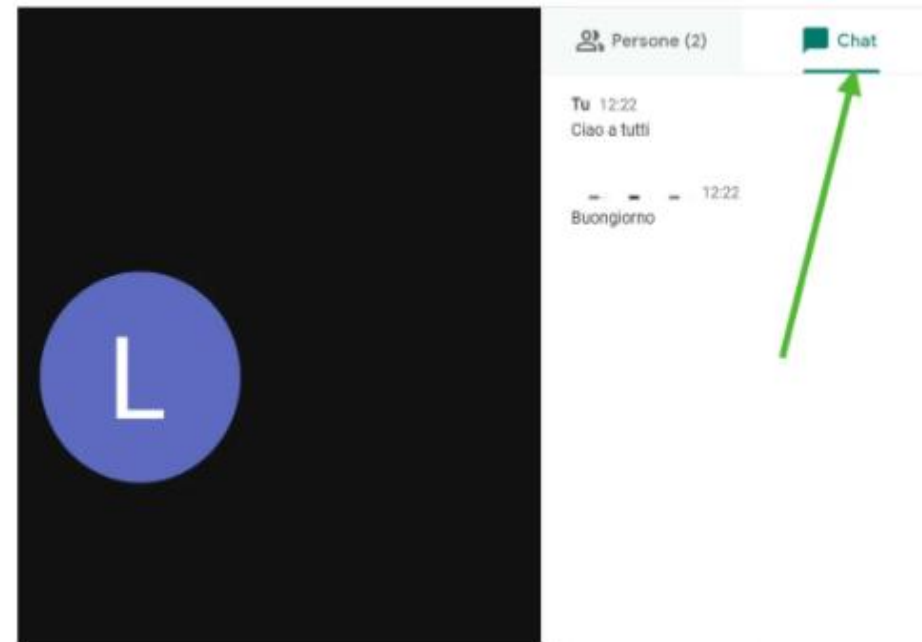 Persone (2)
Chat
Tu 12:22
Ciao a tutti
12:22
Buongiorno
L